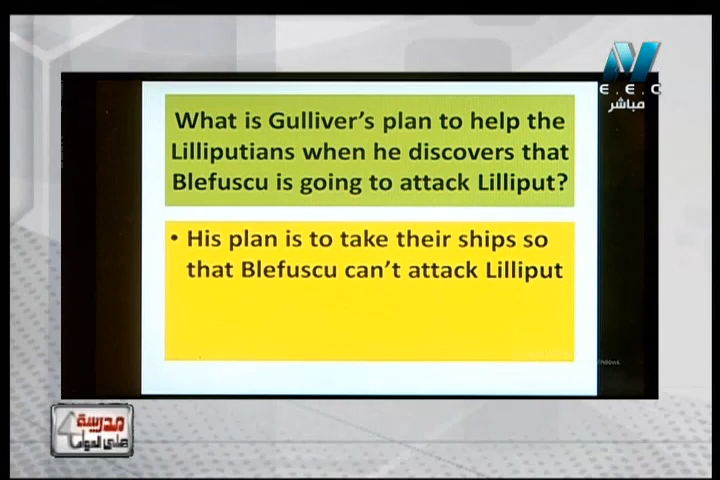 E.E.C
مباشر
What is Gulliver's plan to help the
Lilliputians when he discovers that
Blefuscu is going to attack Lilliput?
• His plan is to take their ships so
that Blefuscu can't attack Lilliput
مدرسة
على الهواء